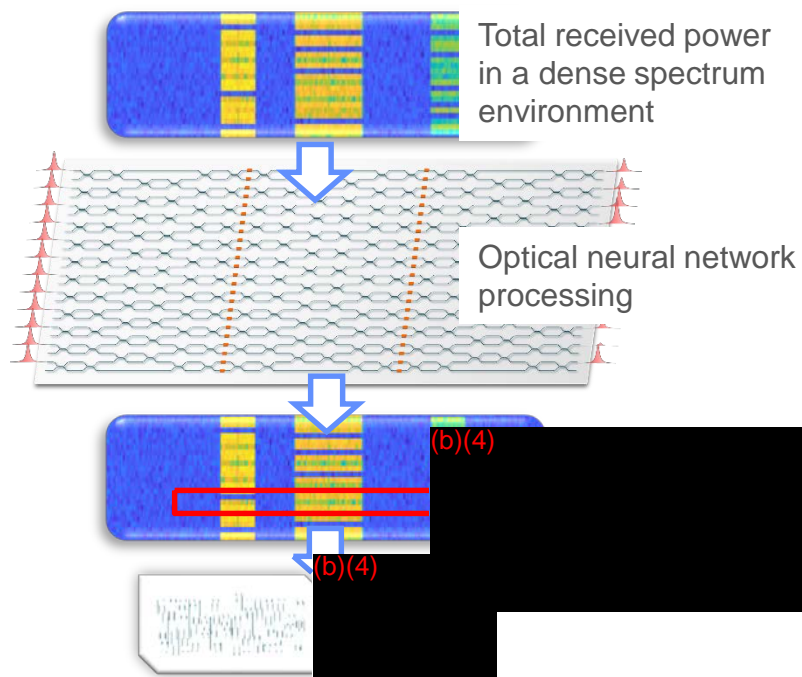 Total received power
in a dense spectrum
environment
Optical neural network
processing
(b)(4)
(b)(4)